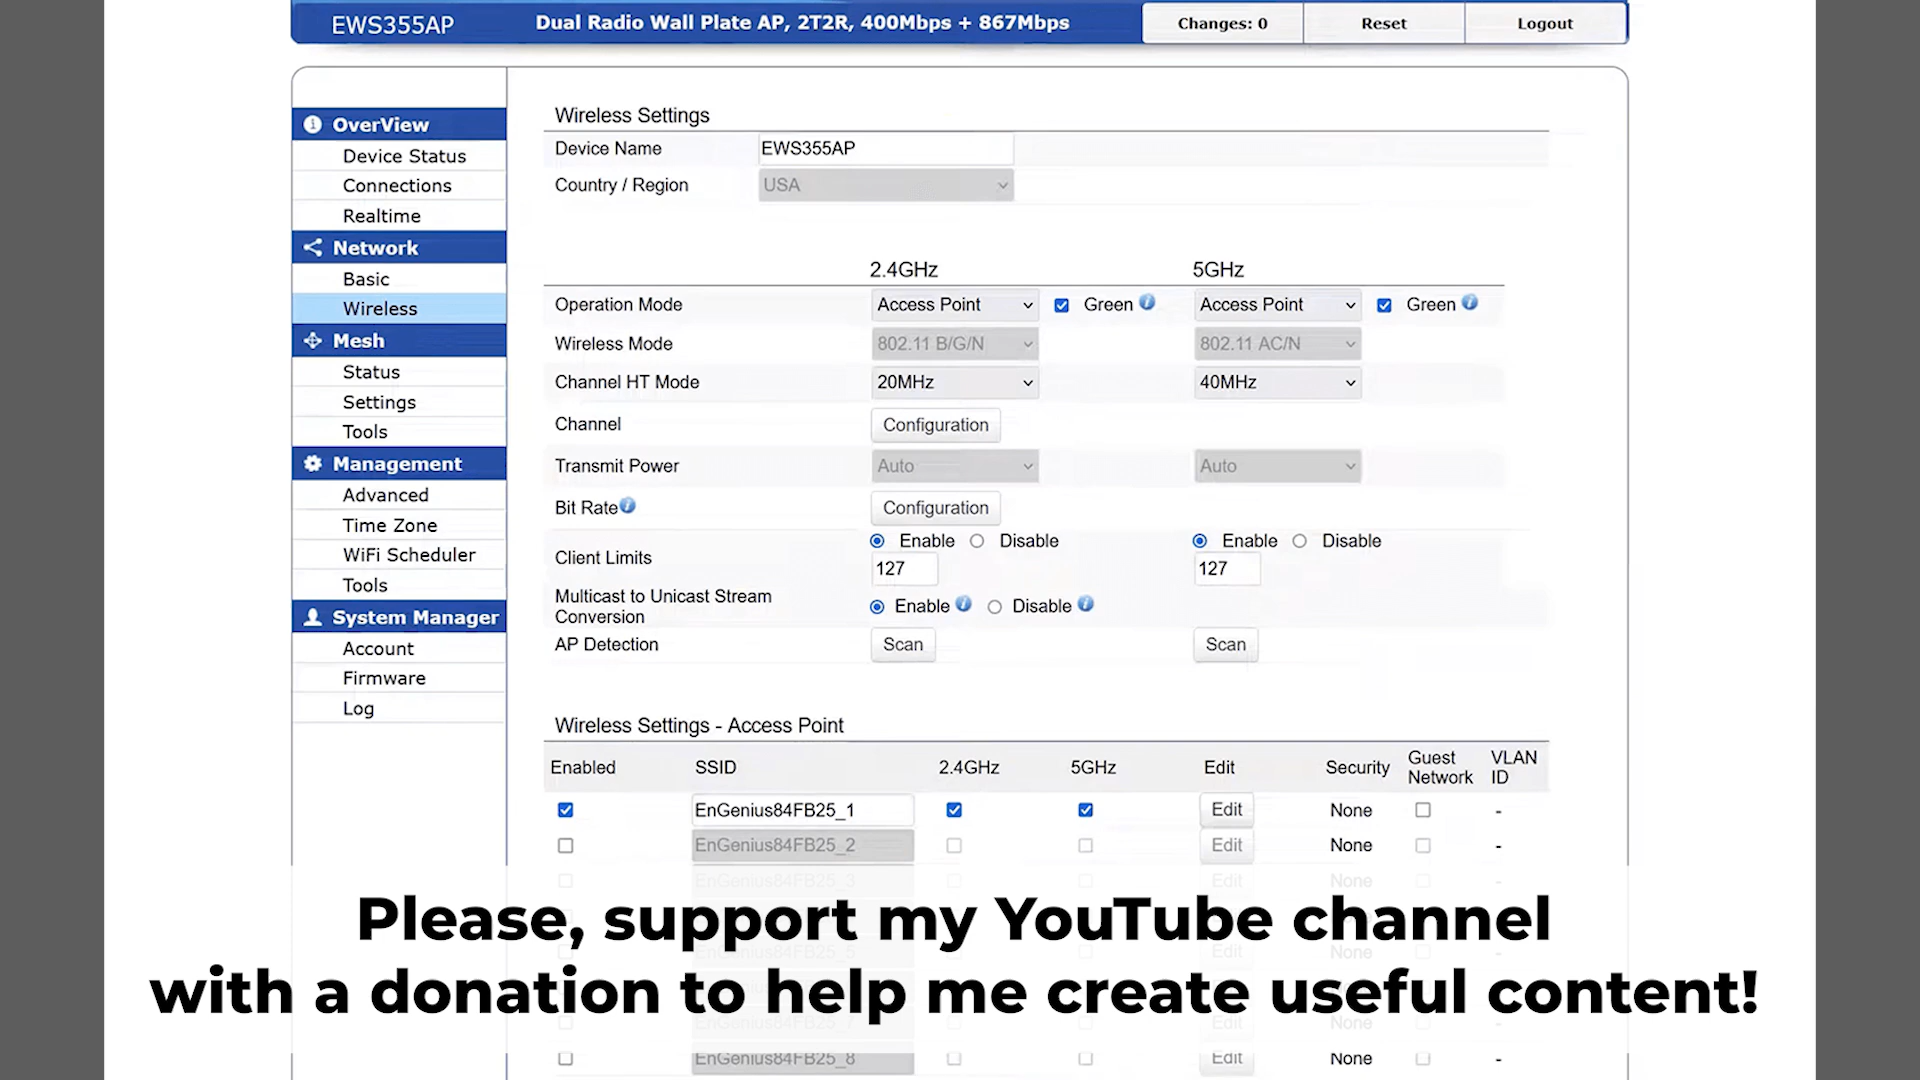 EWS355AP Dual Radio Wall Plate AP, 2T2R, 400Mbps + 867Mbps Changes: 0 Reset Logout
OverView
Device Status
Connections
Realtime
Network
Basic
Wireless
Mesh
Status
Settings
Tools
Management
Advanced
Time Zone
WiFi Scheduler
Tools
System Manager
Account
Firmware
Log
Wireless Settings
Device Name EWS355AP
Country / Region USA
2.4GHz 5GHz
Operation Mode Access Point Green Access Point Green
Wireless Mode 802.11 B/G/N 802.11 AC/N
Channel HT Mode 20MHz 40MHz
Channel Configuration
Transmit Power Auto Auto
Bit Rate Configuration
Client Limits Enable Disable 127 Enable Disable 127
Multicast to Unicast Stream
Conversion Enable Disable
AP Detection Scan Scan
Wireless Settings - Access Point
Enabled SSID 2.4GHz 5GHz Edit Security Guest Network VLAN ID
EnGenius84FB25_1 Edit None -
EnGenius84FB25_2 Edit None -
EnGenius84FB25_3 Edit None
Please, support my YouTube channel
with a donation to help me create useful content!
EnGenius84FB25_8 Edit None -